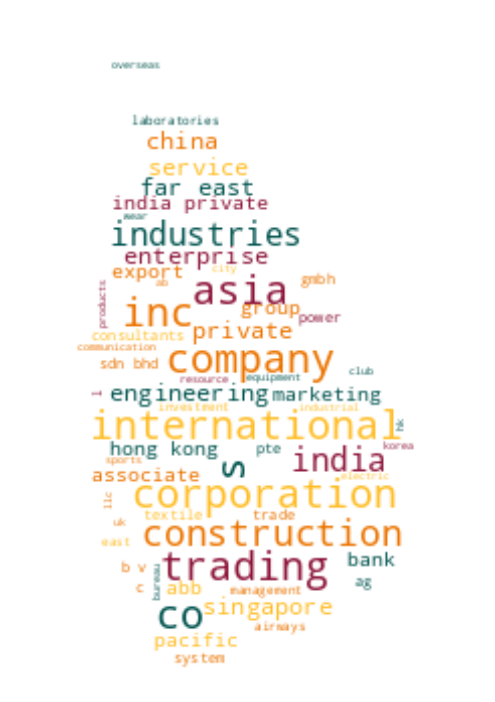 overseas
laboratories
china
service
far east
india private
wear
industries
enterprise
export city
ab gmbh
products asia
inc group
power
consultants private
communication
sdn bhd company
club
resource equipment
l engineering marketing
investment industrial
international hk
hong kong pte korea
sports s india
associate electric
llc corporation
textile trade
uk construction
east
b v trading bank
bureau ag
c abb management
co singapore
airways
pacific
system